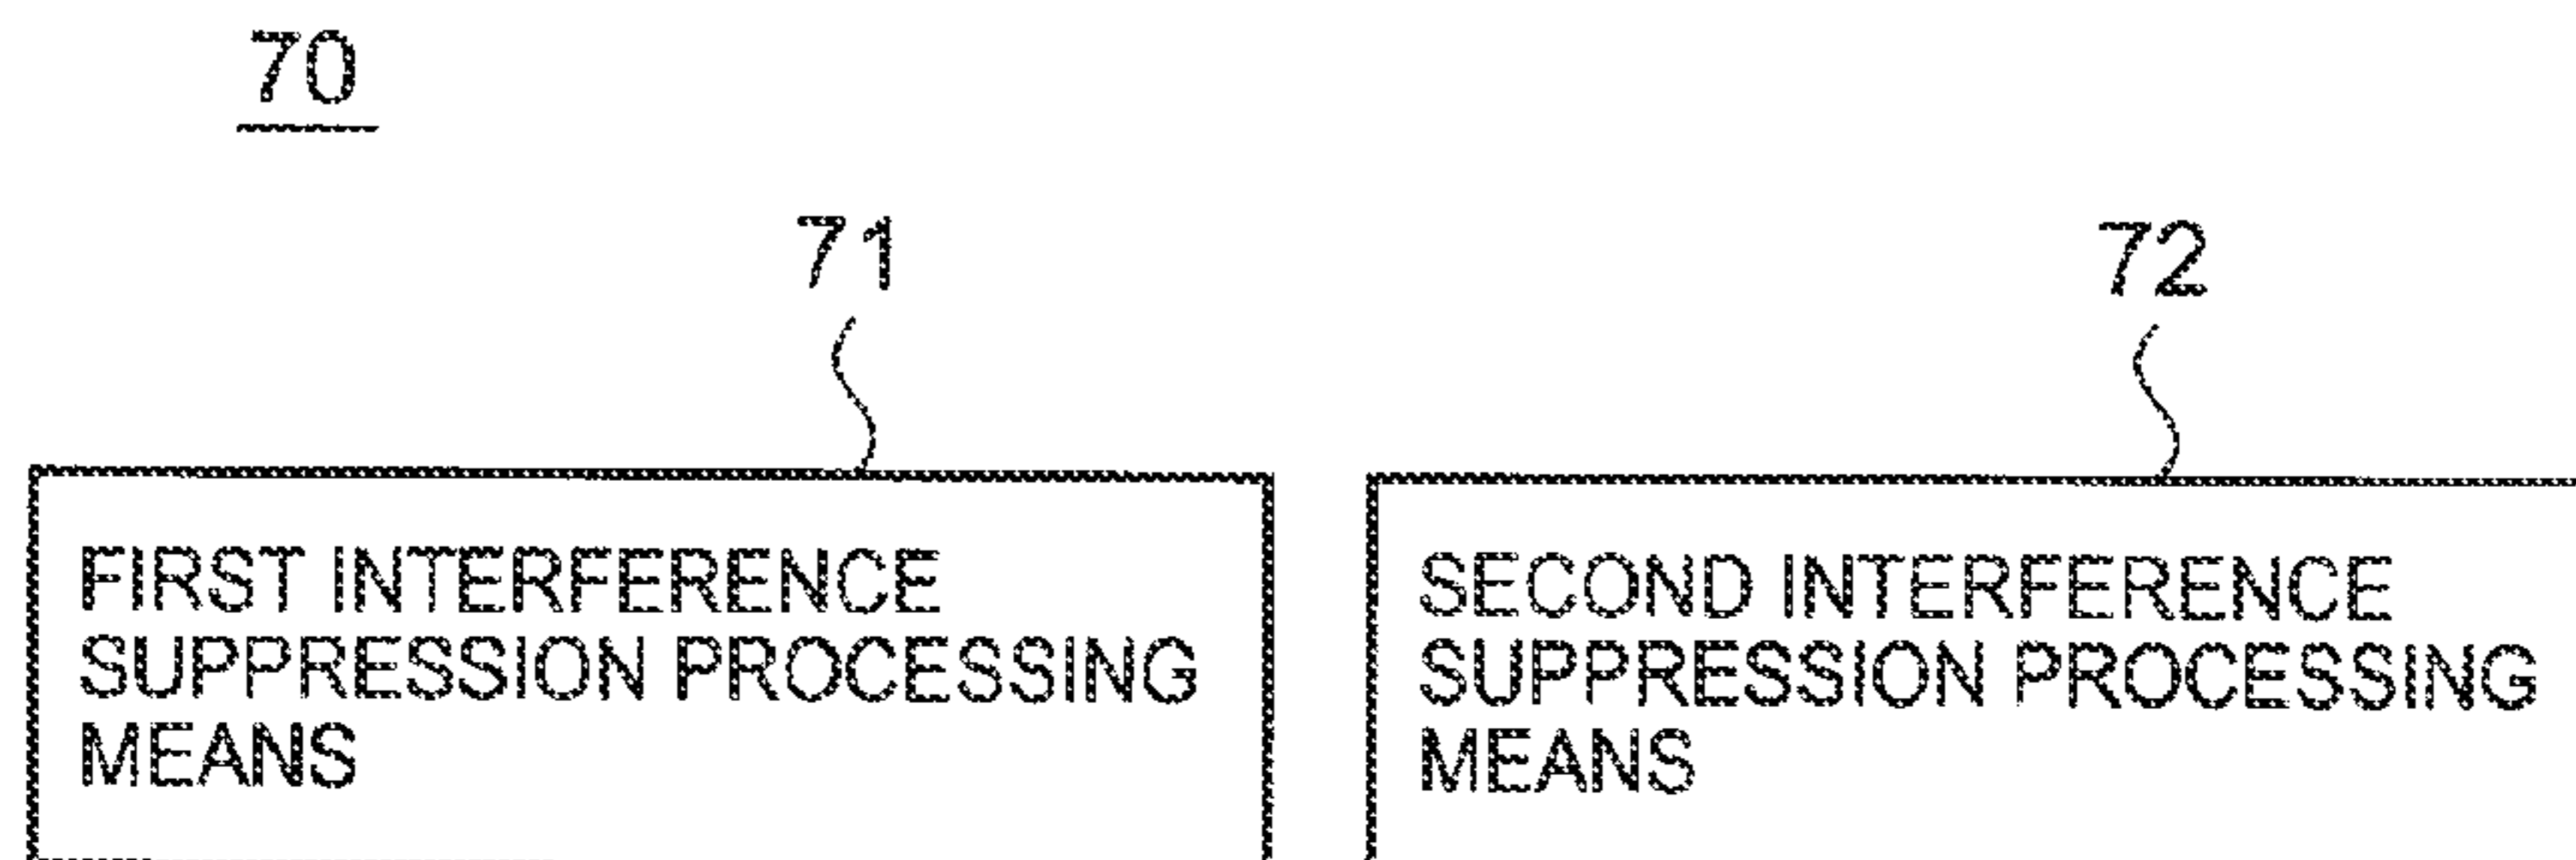 70
71
72
FIRST INTERFERENCE
SUPPRESSION PROCESSING
MEANS
SECOND INTERFERENCE
SUPPRESSION PROCESSING
MEANS